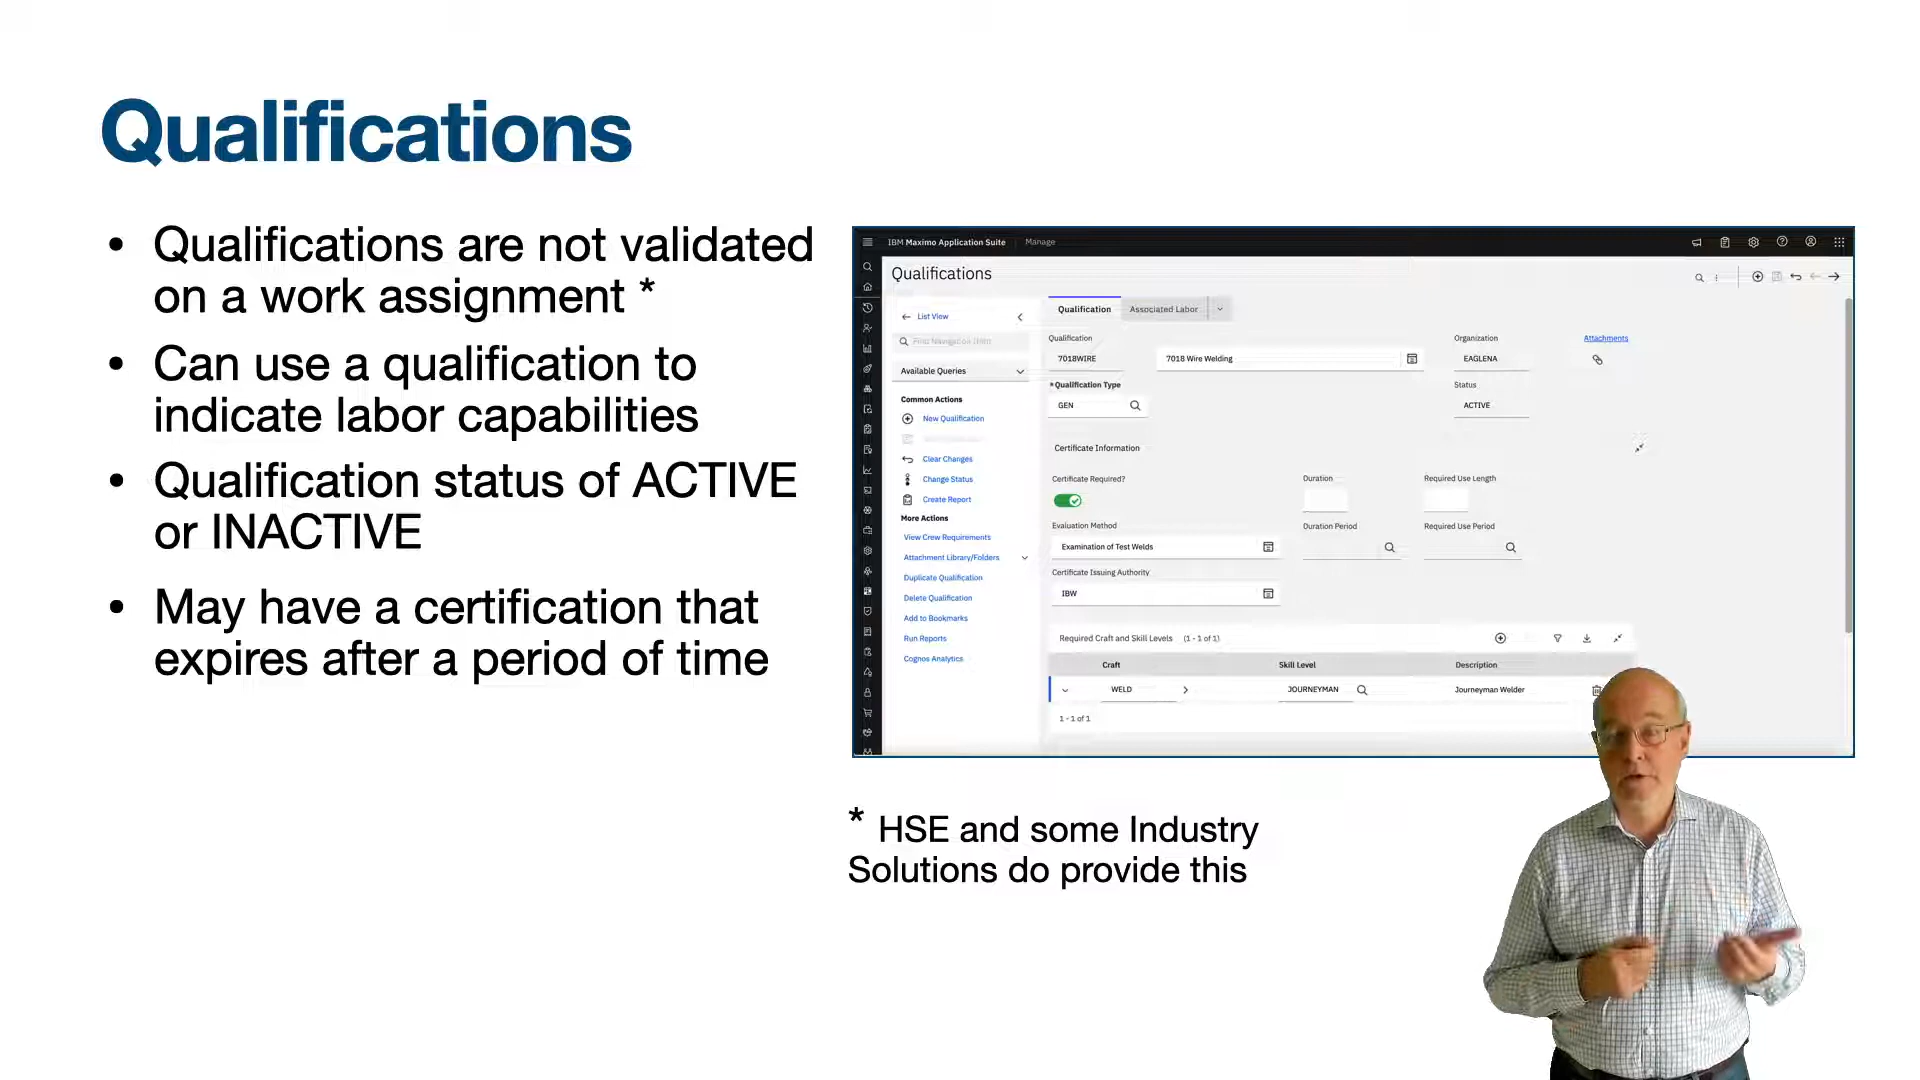 Qualifications
• Qualifications are not validated
on a work assignment *
• Can use a qualification to
indicate labor capabilities
• Qualification status of ACTIVE
or INACTIVE
• May have a certification that
expires after a period of time
IBM Maximo Application Suite Manage
Qualifications
List View
Find Navigation Item
Available Queries
Common Actions
New Qualification
Clear Changes
Change Status
Create Report
More Actions
View Crew Requirements
Attachment Library/Folders
Duplicate Qualification
Delete Qualification
Add to Bookmarks
Run Reports
Cognos Analytics
Qualification Associated Labor
Qualification Organization Attachments
7018WIRE 7018 Wire Welding EAGLENA
*Qualification Type Status
GEN ACTIVE
Certificate Information
Certificate Required? Duration Required Use Length
Evaluation Method Duration Period Required Use Period
Examination of Test Welds
Certificate Issuing Authority
IBW
Required Craft and Skill Levels (1 - 1 of 1)
Craft Skill Level Description
WELD JOURNEYMAN Journeyman Welder
1 - 1 of 1
* HSE and some Industry
Solutions do provide this